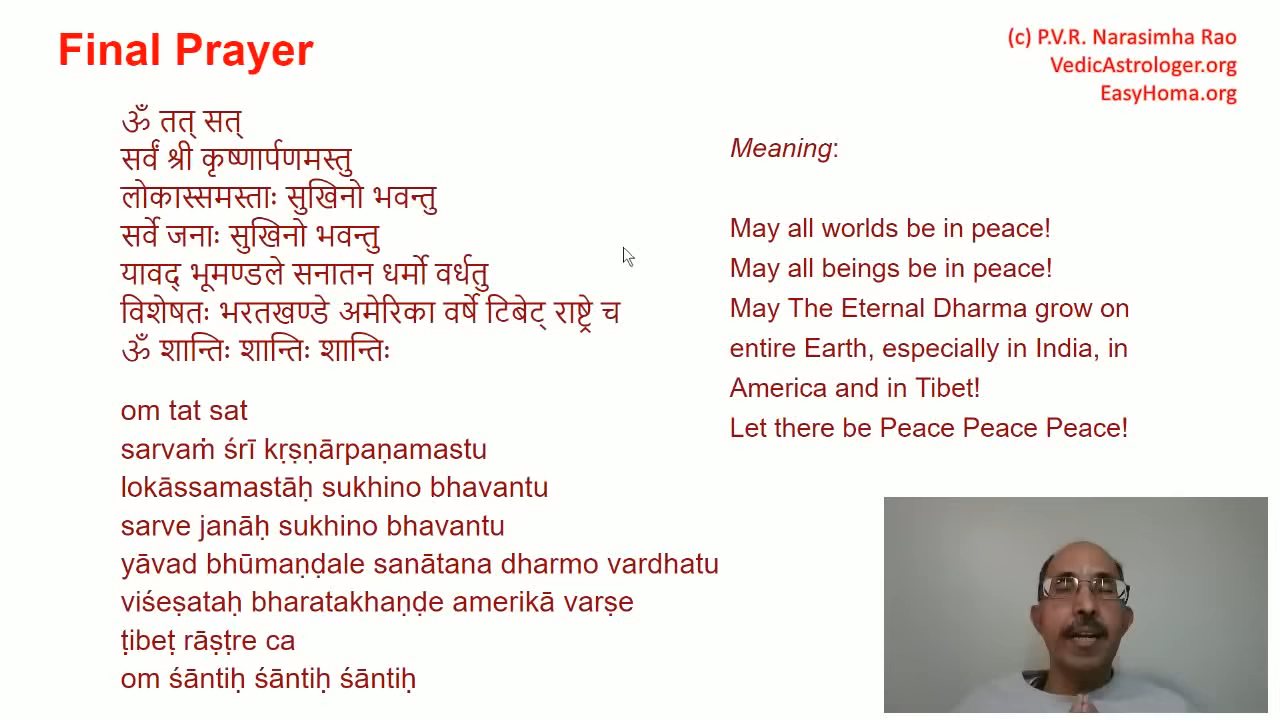 Final Prayer
(c) P.V.R. Narasimha Rao
VedicAstrologer.org
EasyHoma.org
ॐ तत् सत्
सर्वं श्री कृष्णार्पणमस्तु
लोकास्समस्ताः सुखिनो भवन्तु
सर्वे जनाः सुखिनो भवन्तु
यावद् भूमण्डले सनातन धर्मो वर्धतु
विशेषतः भरतखण्डे अमेरिका वर्षे टिबेट् राष्ट्रे च
ॐ शान्तिः शान्तिः शान्तिः
om tat sat
sarvaṁ śrī kṛṣṇārpaṇamastu
lokāssamastāḥ sukhino bhavantu
sarve janāḥ sukhino bhavantu
yāvad bhūmaṇḍale sanātana dharmo vardhatu
viśeṣataḥ bharatakhaṇḍe amerikā varṣe
ṭibeṭ rāṣṭre ca
om śāntiḥ śāntiḥ śāntiḥ
Meaning:
May all worlds be in peace!
May all beings be in peace!
May The Eternal Dharma grow on
entire Earth, especially in India, in
America and in Tibet!
Let there be Peace Peace Peace!